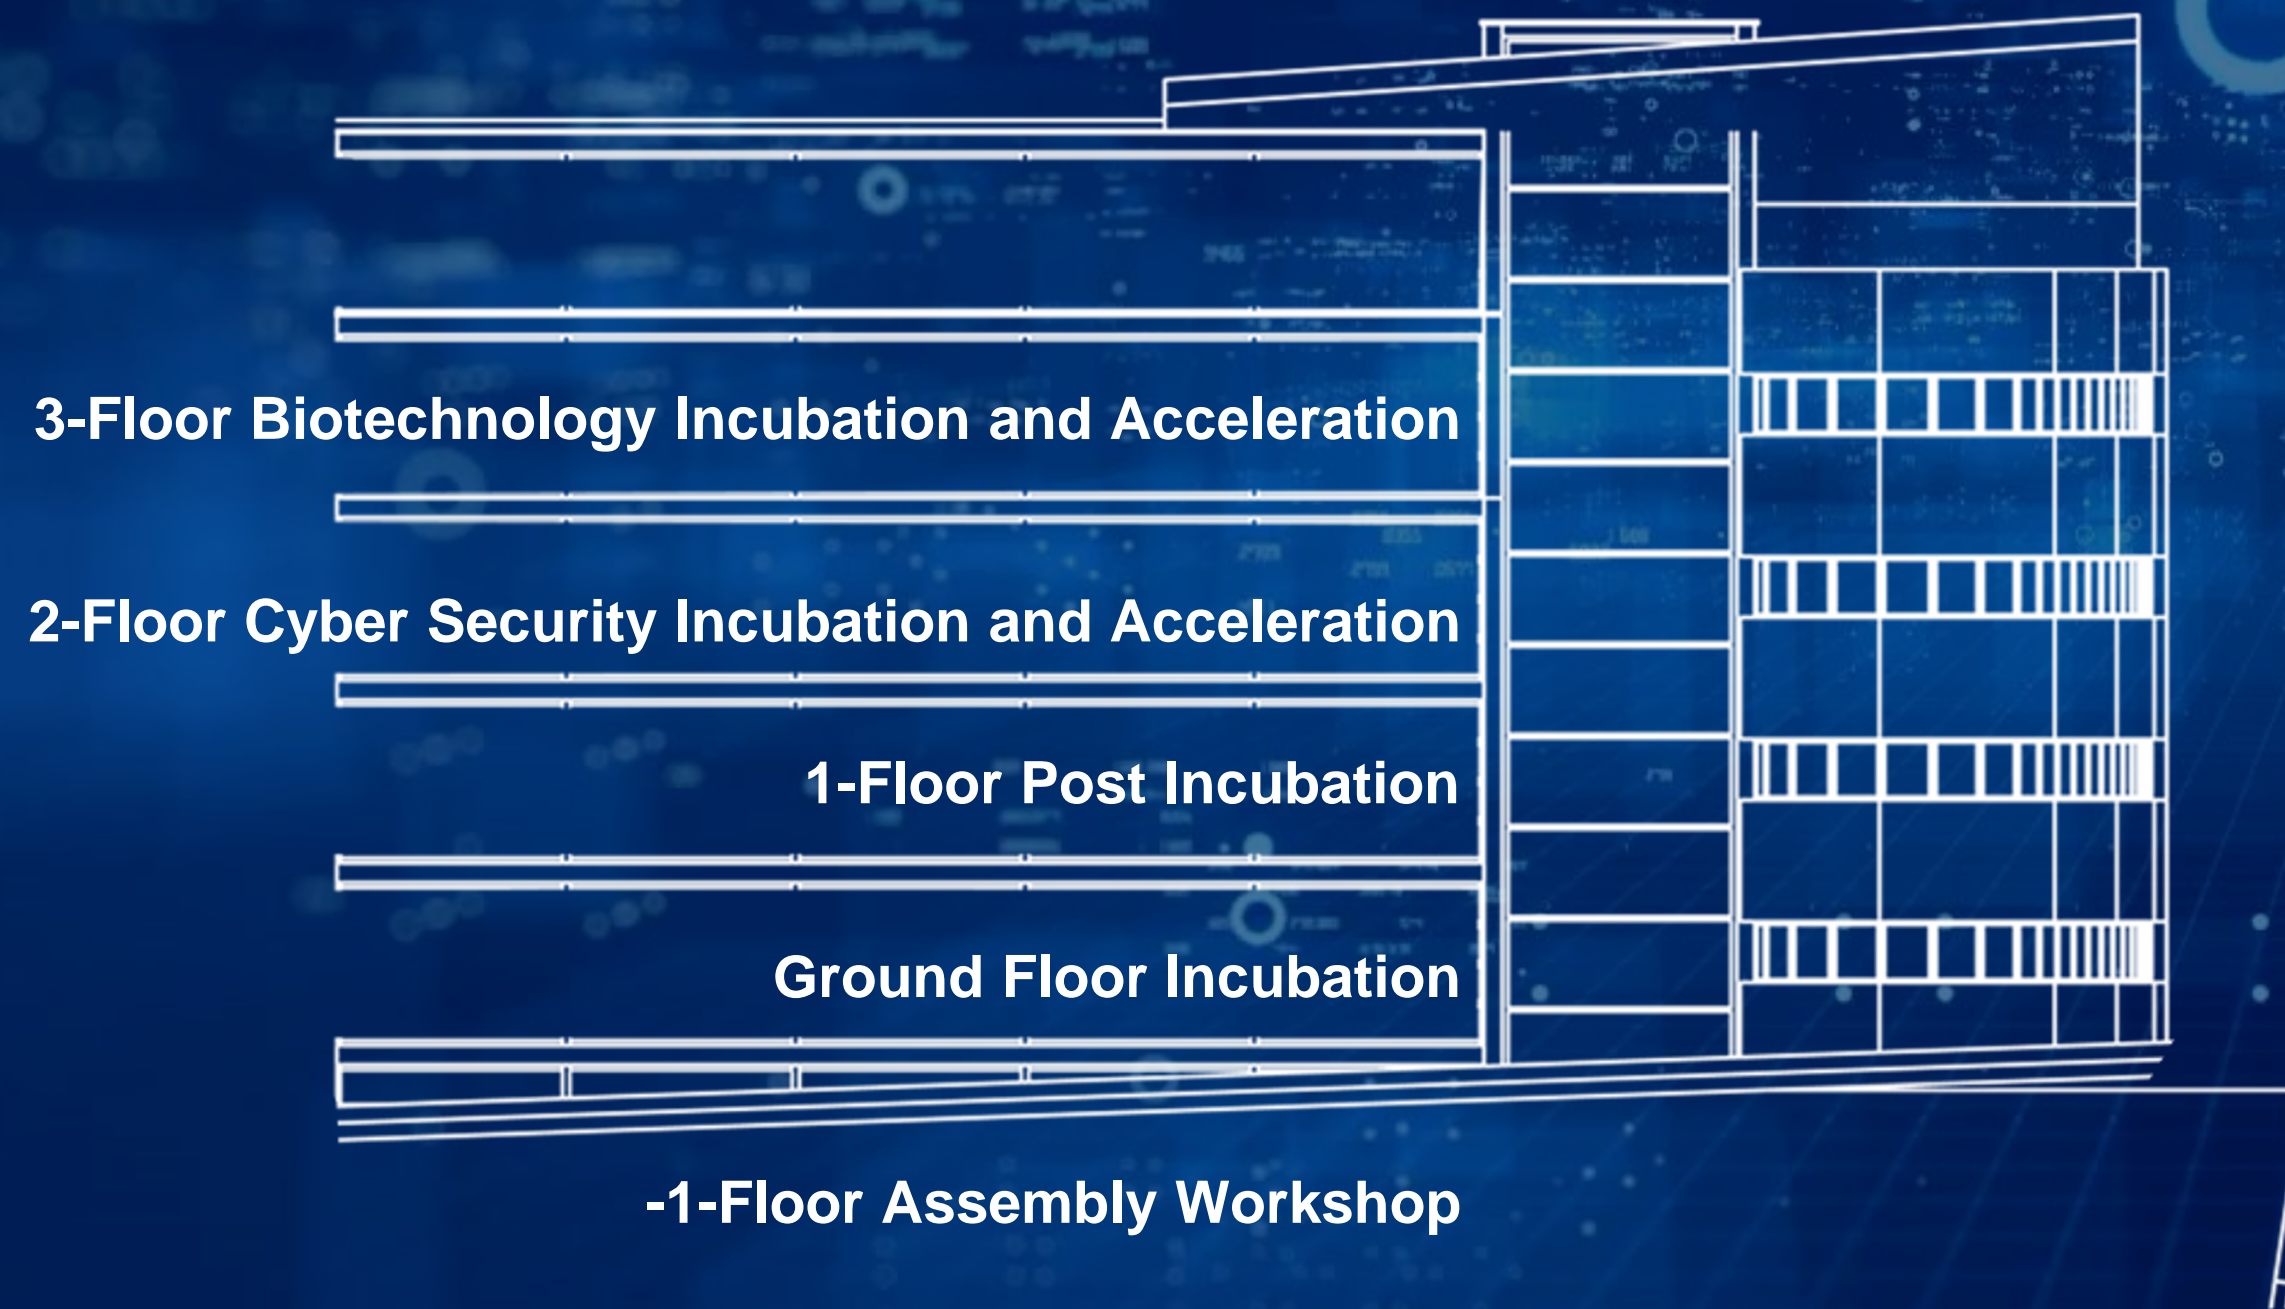 3-Floor Biotechnology Incubation and Acceleration
2-Floor Cyber Security Incubation and Acceleration
1-Floor Post Incubation
Ground Floor Incubation
-1-Floor Assembly Workshop